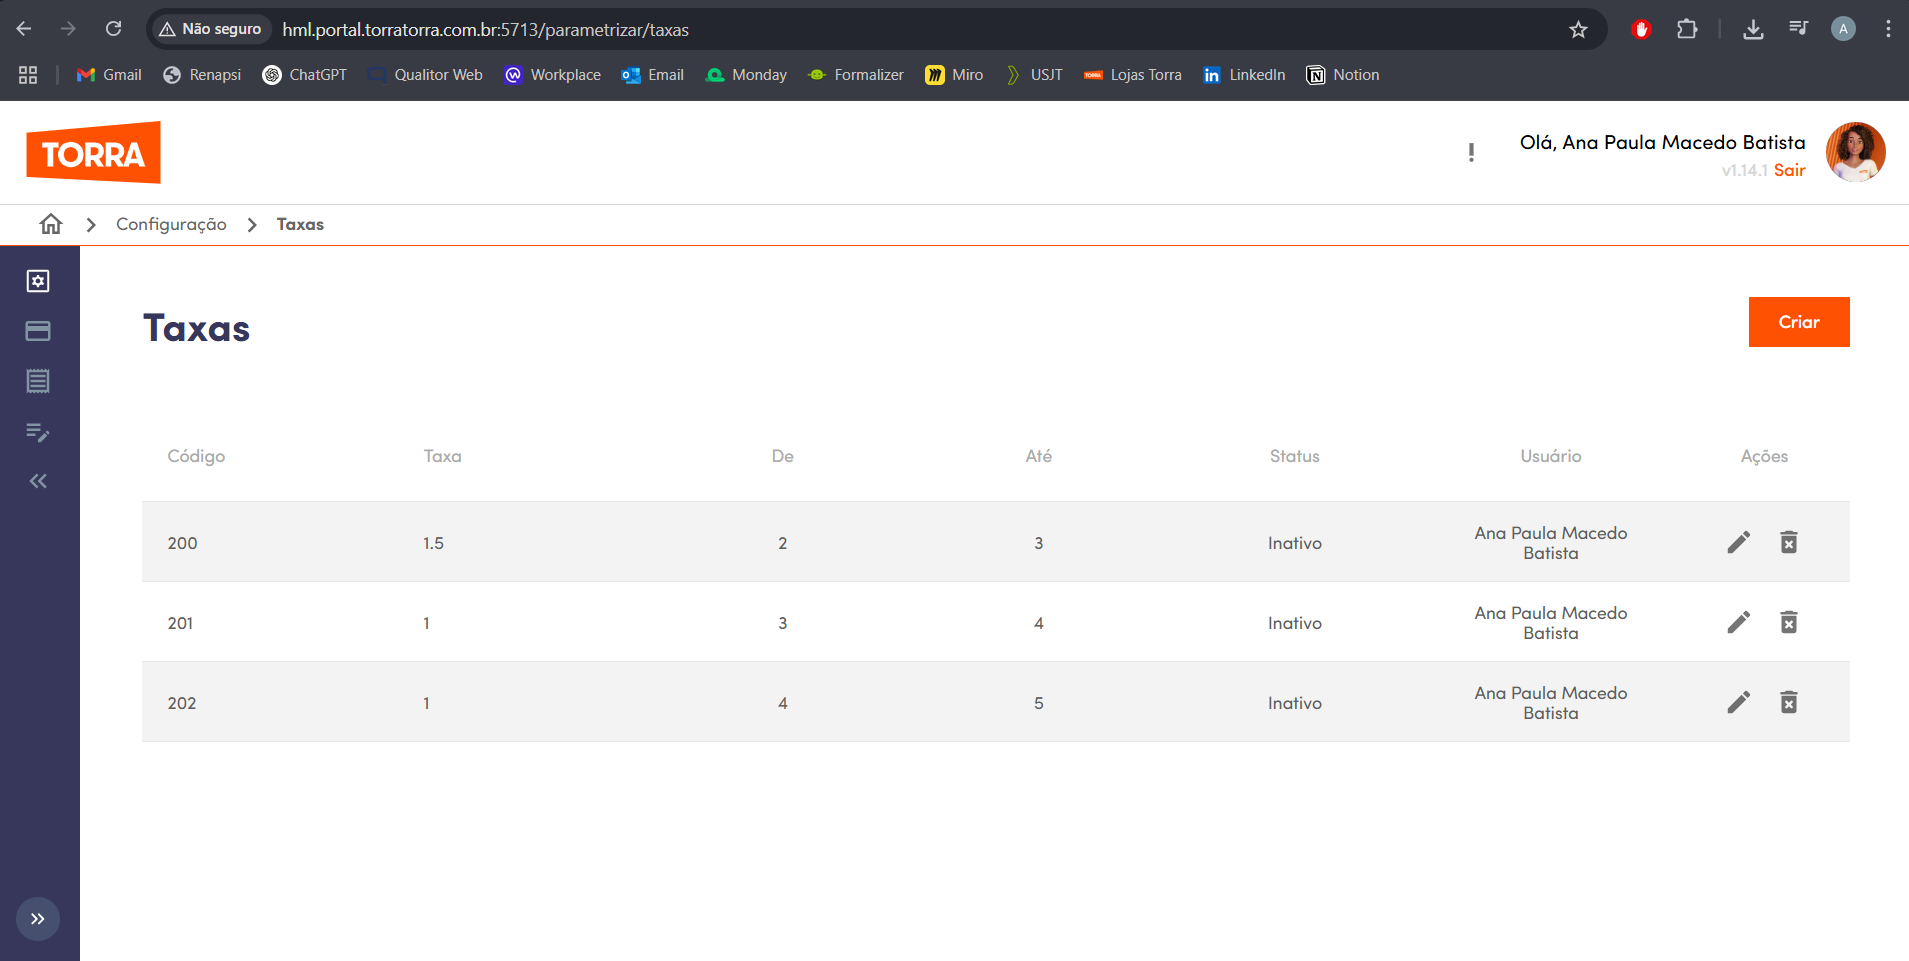 Não seguro hml.portal.torratorra.com.br:5713/parametrizar/taxas A
Gmail Renapsi ChatGPT Qualitor Web Workplace Email Monday Formalizer Miro USJT TORRA Lojas Torra LinkedIn Notion
TORRA
Olá, Ana Paula Macedo Batista
v1.14.1 Sair
Configuração Taxas
Taxas
Criar
Código Taxa De Até Status Usuário Ações
200 1.5 2 3 Inativo Ana Paula Macedo
Batista
201 1 3 4 Inativo Ana Paula Macedo
Batista
202 1 4 5 Inativo Ana Paula Macedo
Batista